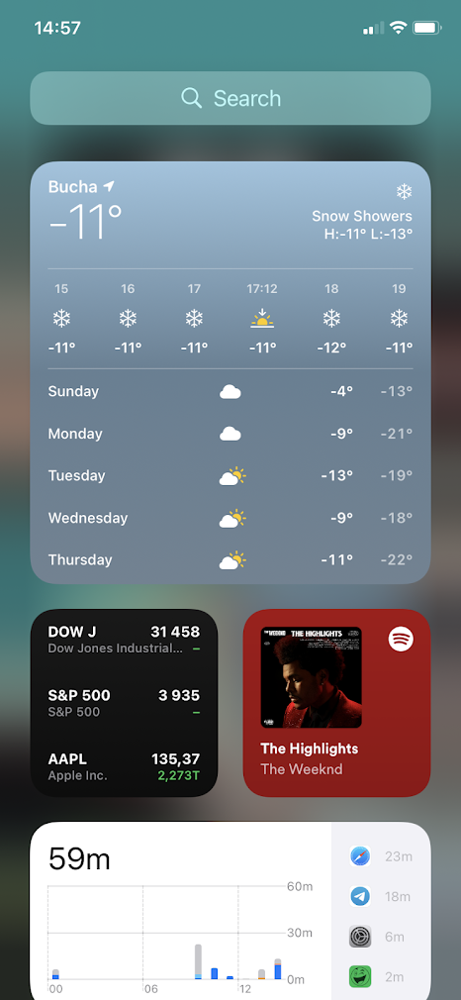 14:57
Search
Bucha
-11°
Snow Showers
H:-11° L:-13°
15 16 17 17:12 18 19
-11° -11° -11° -11° -12° -11°
Sunday -4° -13°
Monday -9° -21°
Tuesday -13° -19°
Wednesday -9° -18°
Thursday -11° -22°
DOW J 31 458
Dow Jones Industrial... –
S&P 500 3 935
S&P 500 –
AAPL 135,37
Apple Inc. 2,273T
THE WEEKND THE HIGHLIGHTS
The Highlights
The Weeknd
59m
60m
30m
0m
00 06 12
23m
18m
6m
2m